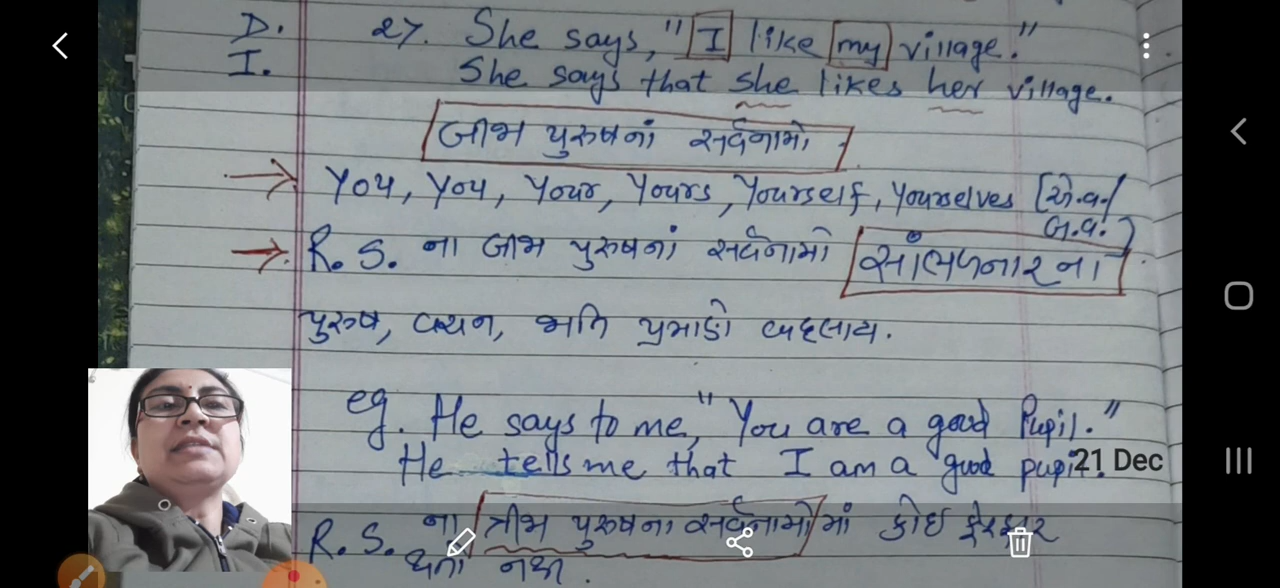 D. 27. She says, "I like my village."
I. She says that she likes her village.
બીજા પુરુષનાં સર્વનામો -
→ You, You, Your, Yours, Yourself, Yourselves [એ.વ./
બ.વ.]
→ R. S. ના બીજા પુરુષનાં સર્વનામો સાંભળનારના
પુરુષ, વચન, જાતિ પ્રમાણે બદલાય.
eg. He says to me, "You are a good Pupil."
He tells me that I am a good pupil.
21 Dec
R. S. ના ત્રીજા પુરુષના સર્વનામો માં કોઈ ફેરફાર
થતો નથી.